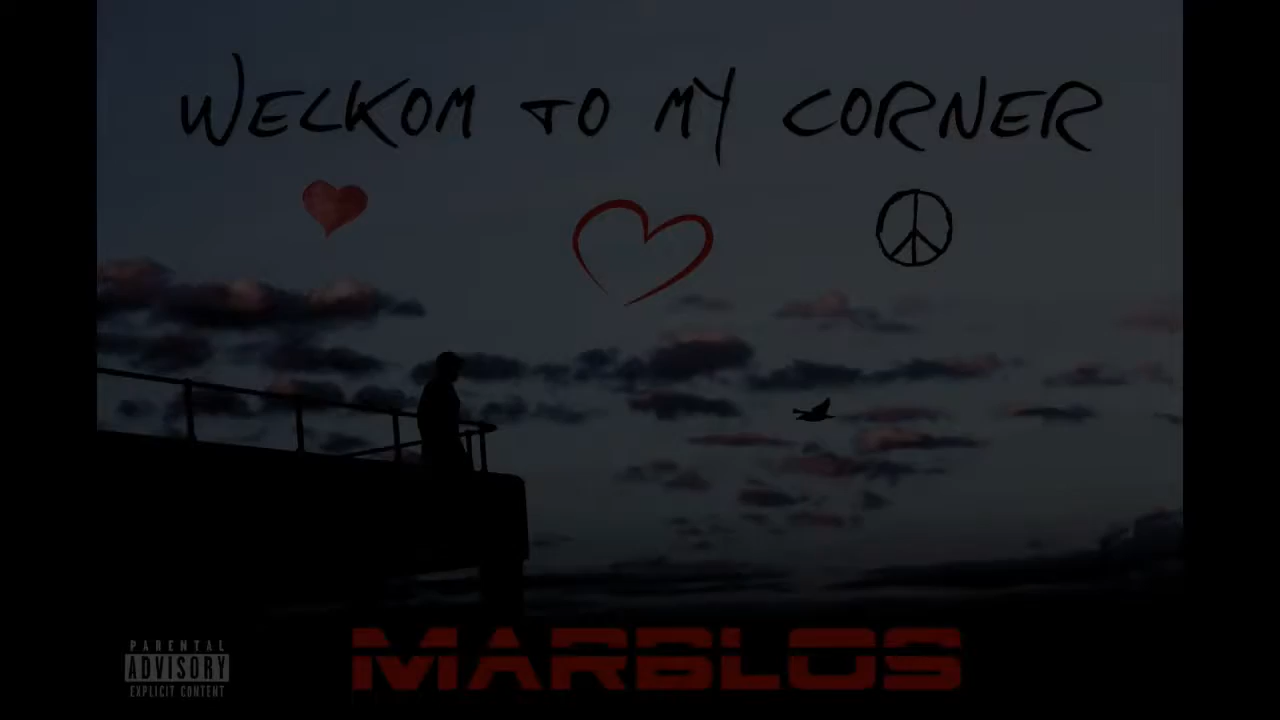 WELKOM TO MY CORNER
MARBLOS
PARENTAL
ADVISORY
EXPLICIT CONTENT